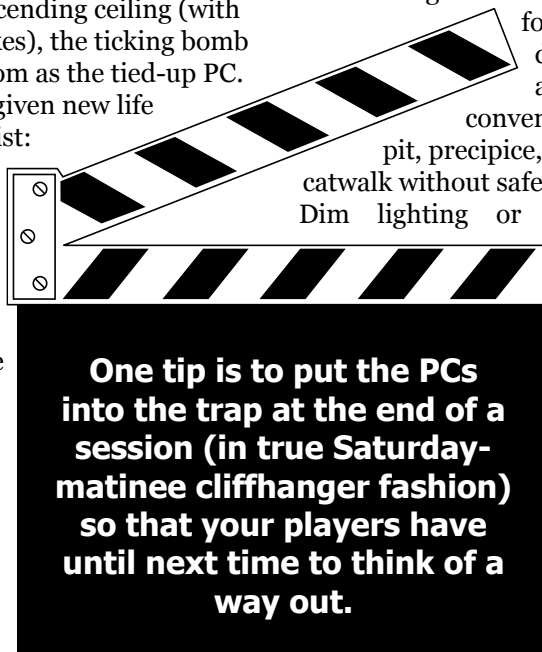 cending ceiling (with
the ticking bomb
om as the tied-up PC.
given new life
ist:
fo
conver
pit, precipice,
catwalk without safe
Dim lighting or
One tip is to put the PCs
into the trap at the end of a
session (in true Saturday-
matinee cliffhanger fashion)
so that your players have
until next time to think of a
way out.